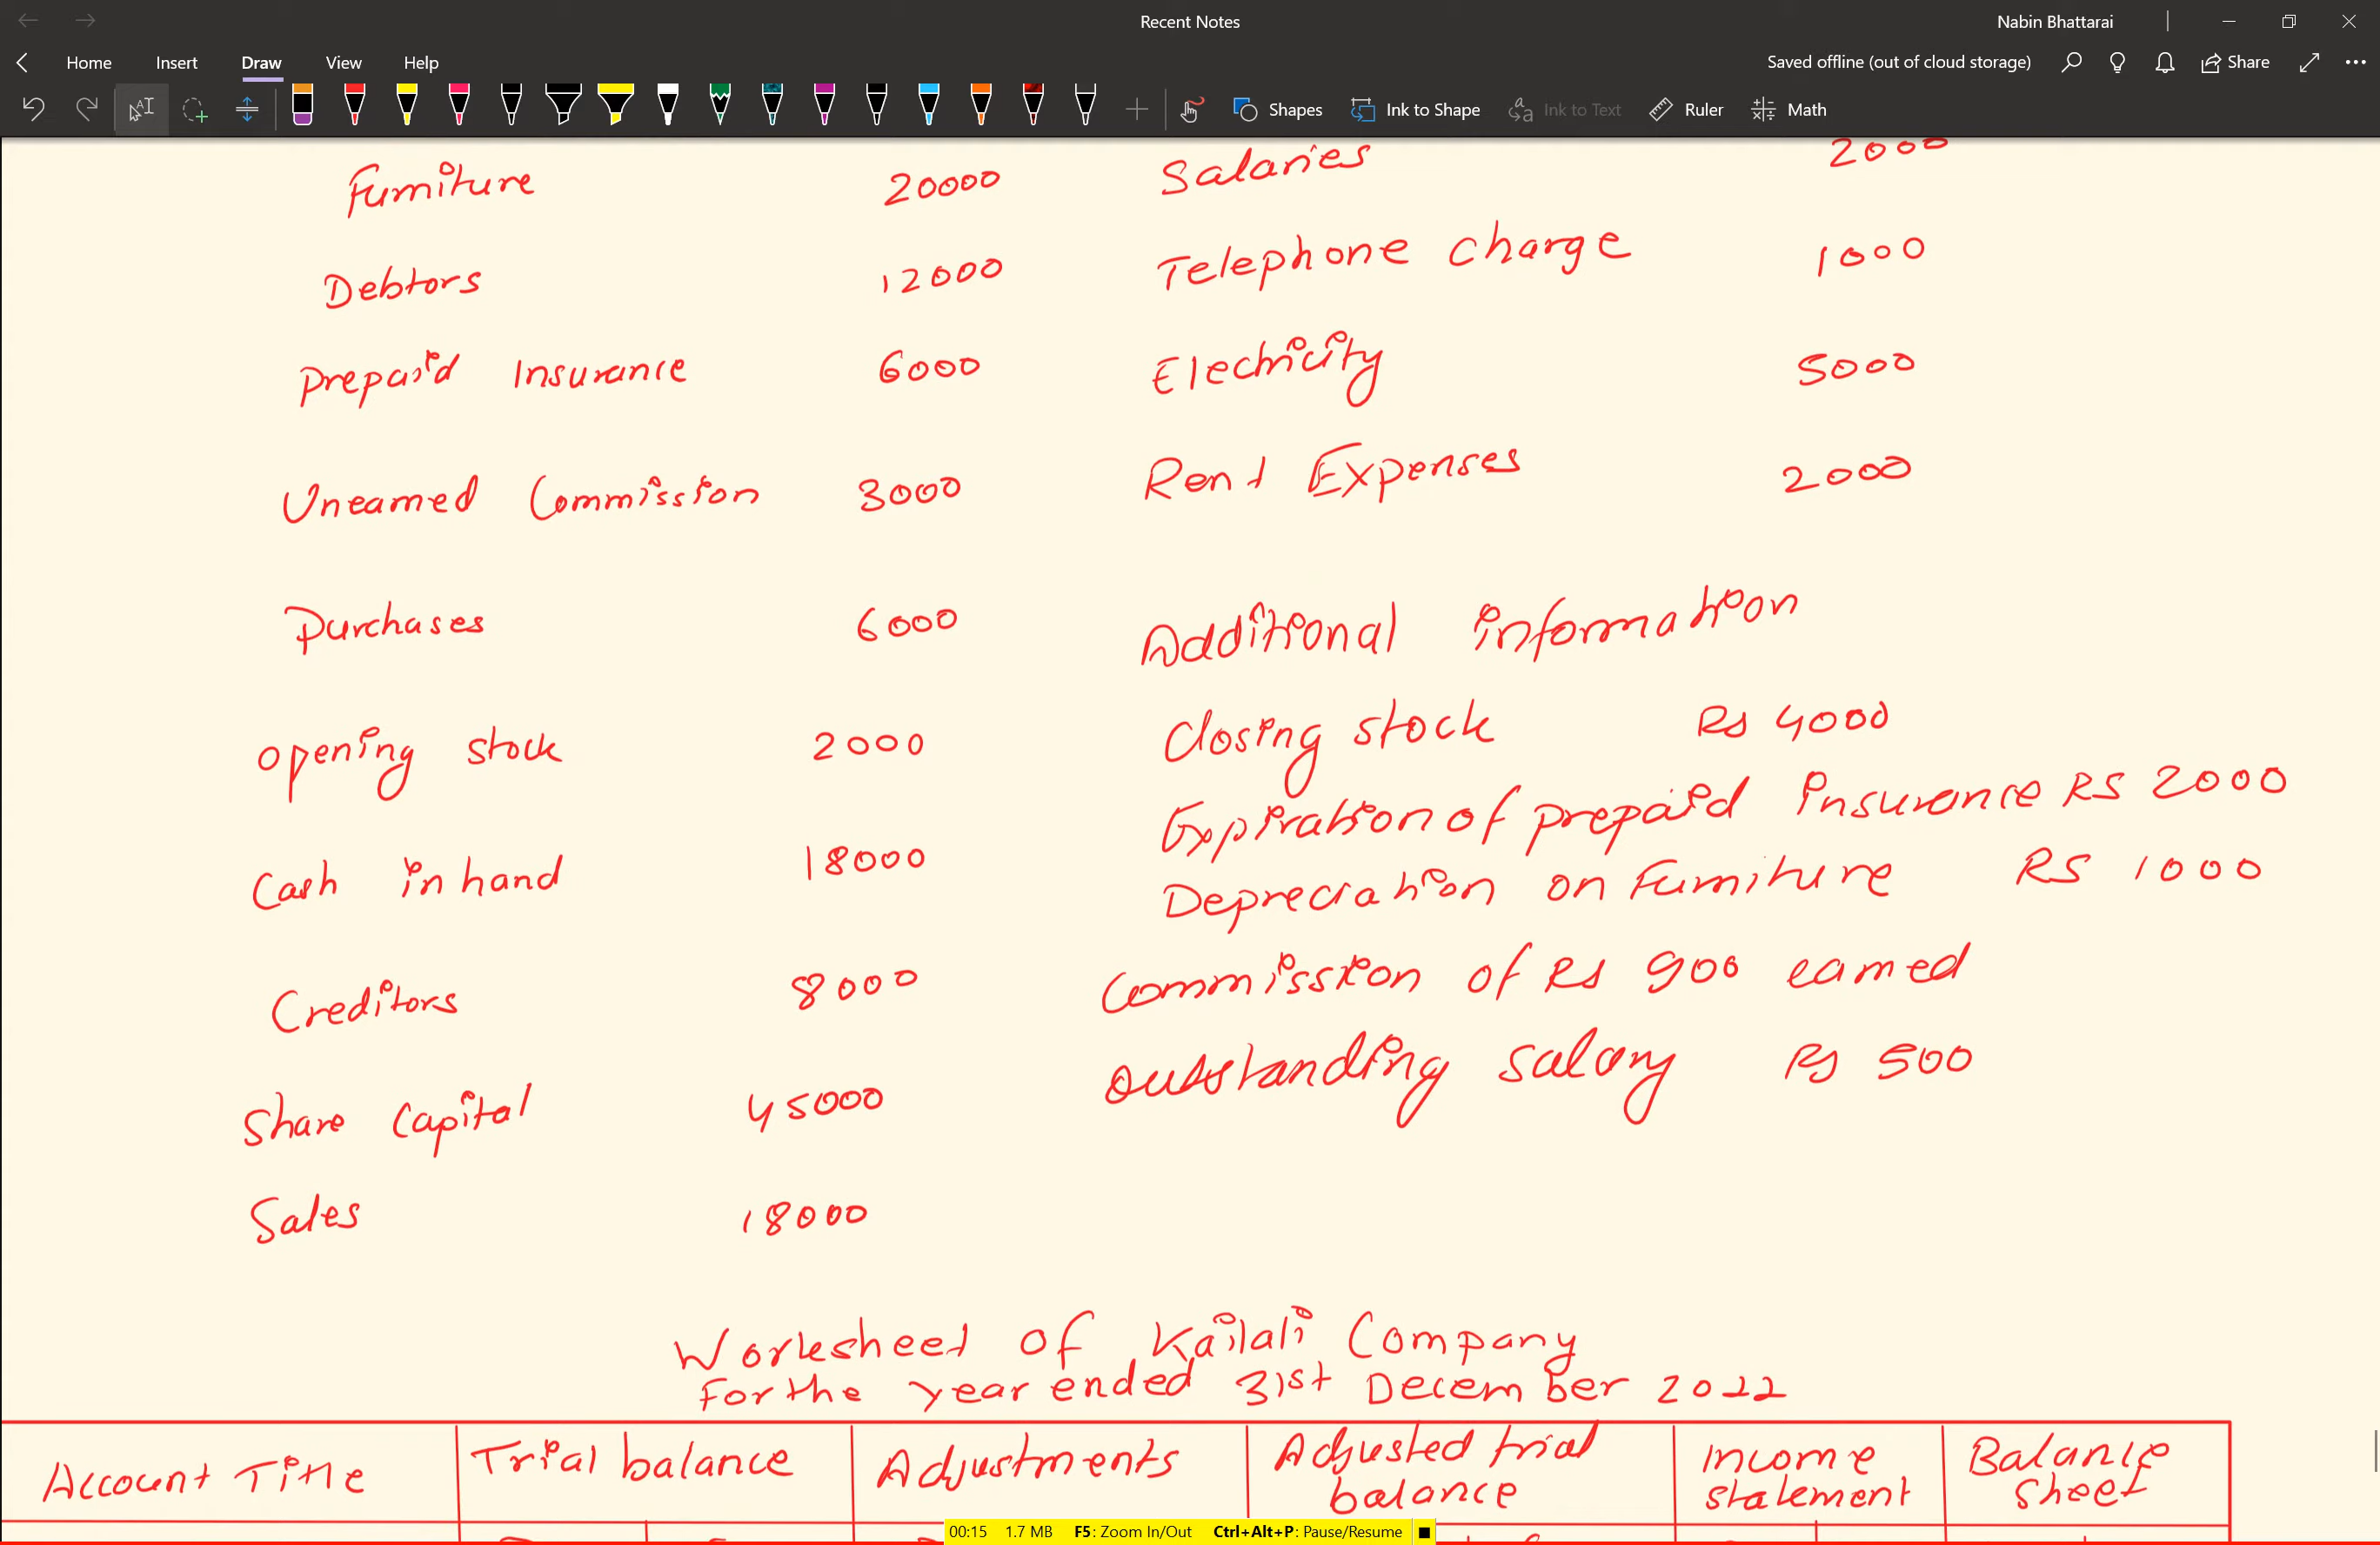 Recent Notes
Nabin Bhattarai
Home Insert Draw View Help
Saved offline (out of cloud storage)
Share
Shapes Ink to Shape Ink to Text Ruler Math
Furniture 20000 Salaries 2000
Debtors 12000 Telephone charge 1000
Prepaid Insurance 6000 Electricity 5000
Unearned Commission 3000 Rent Expenses 2000
Purchases 6000 Additional information
opening stock 2000 Closing stock Rs 4000
Expiration of prepaid insurance RS 2000
Cash in hand 18000 Depreciation on Furniture RS 1000
Creditors 8000 Commission of Rs 900 earned
Share Capital 45000 outstanding salary Rs 500
Sales 18000
Worksheet of Kailali Company
For the year ended 31st December 2022
Account Title Trial balance Adjustments Adjusted trial balance Income statement Balance sheet
00:15 1.7 MB F5: Zoom In/Out Ctrl+Alt+P: Pause/Resume